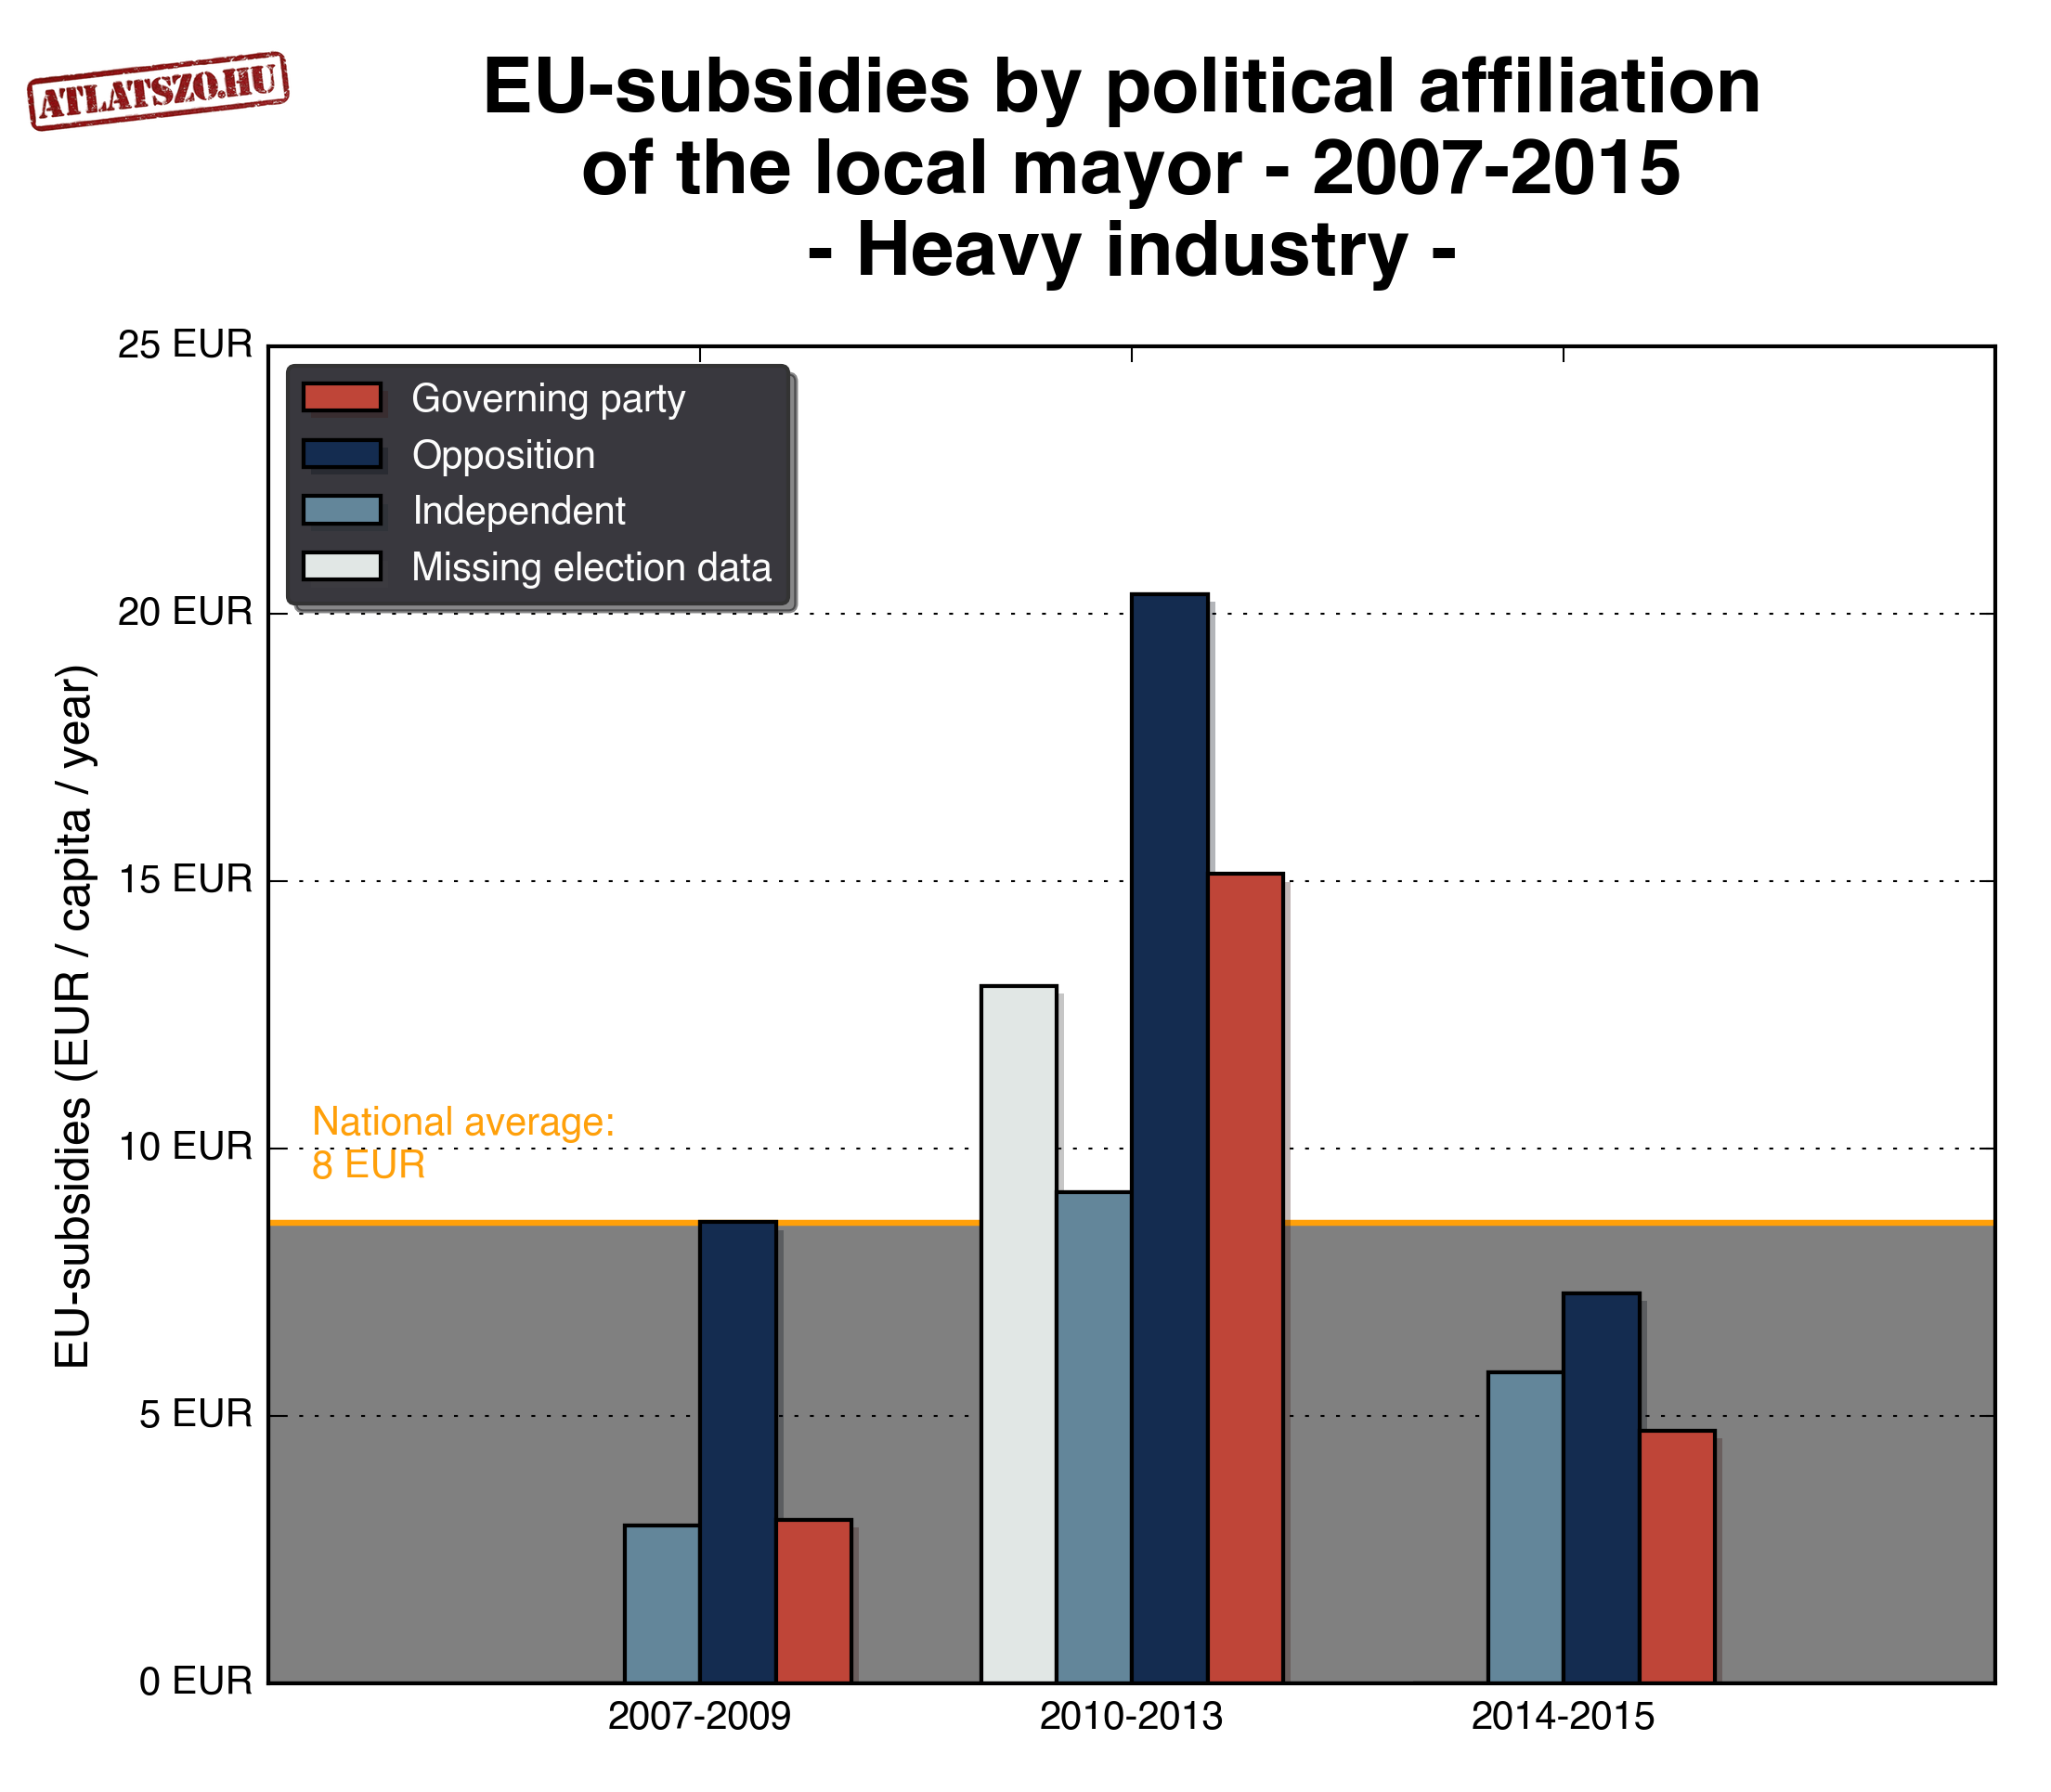 ATLATSZO.HU
EU-subsidies by political affiliation
of the local mayor - 2007-2015
- Heavy industry -
EU-subsidies (EUR / capita / year)
25 EUR
20 EUR
15 EUR
10 EUR
5 EUR
0 EUR
Governing party
Opposition
Independent
Missing election data
National average:
8 EUR
2007-2009
2010-2013
2014-2015